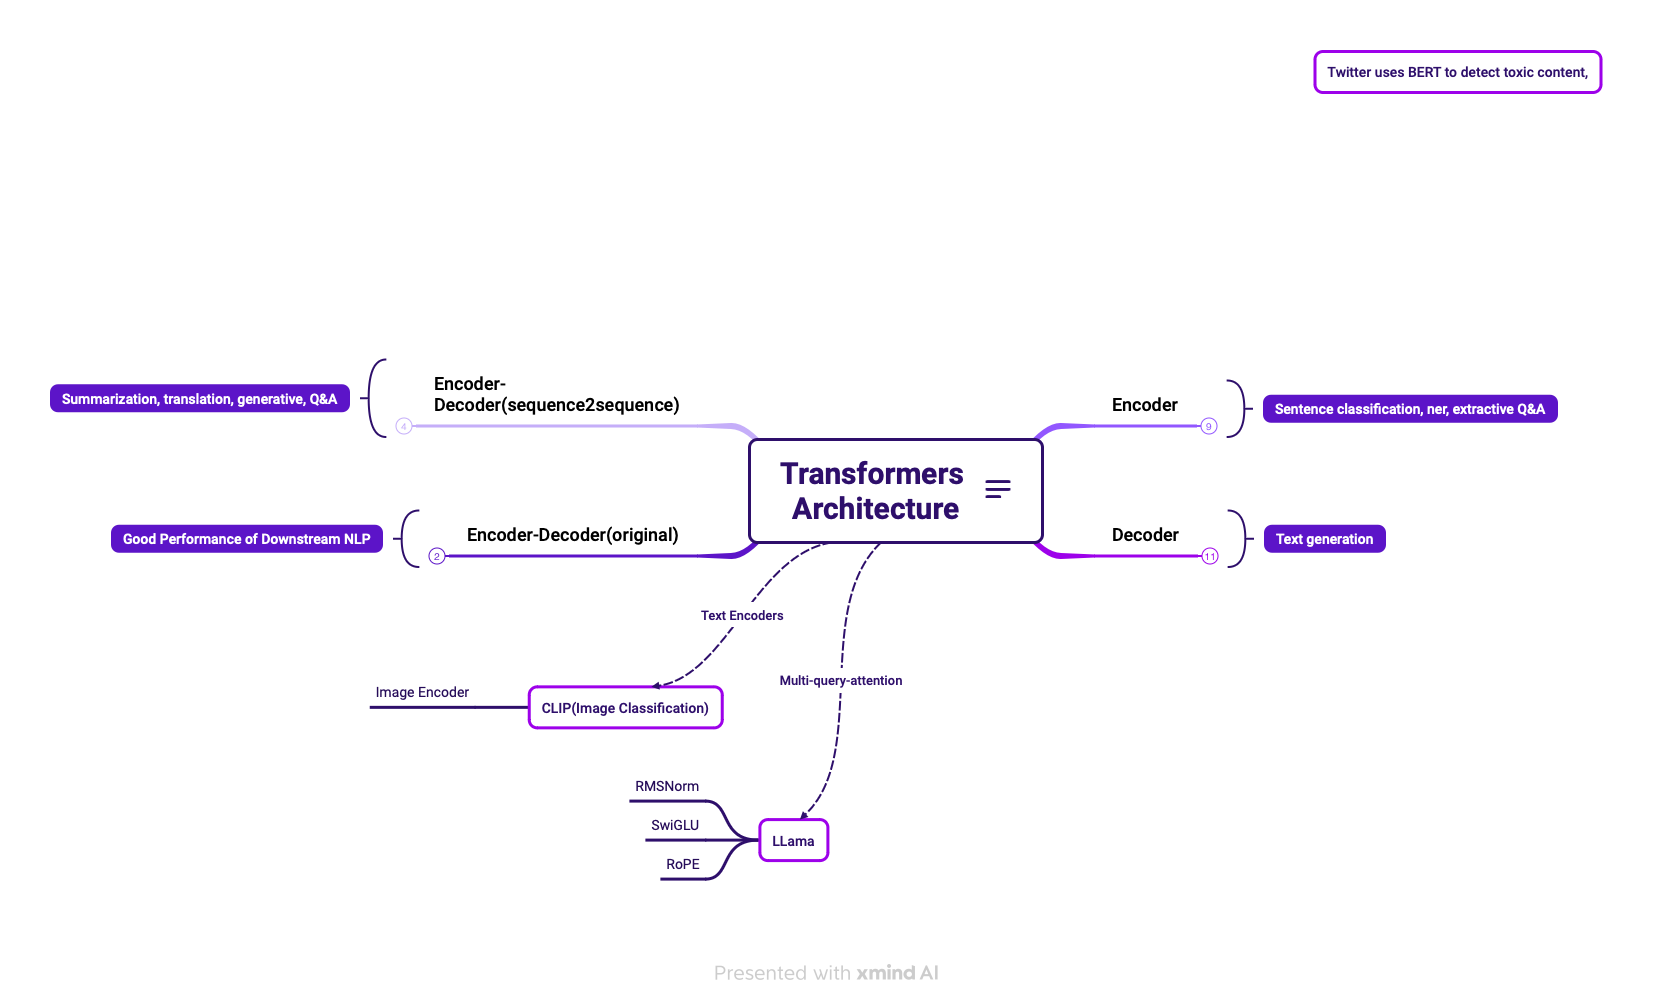 Twitter uses BERT to detect toxic content,
Encoder-
Decoder(sequence2sequence)
4
Summarization, translation, generative, Q&A
Encoder
9
Sentence classification, ner, extractive Q&A
Transformers
Architecture
Encoder-Decoder(original)
2
Good Performance of Downstream NLP
Decoder
11
Text generation
Text Encoders
Multi-query-attention
Image Encoder
CLIP(Image Classification)
RMSNorm
SwiGLU
RoPE
LLama
Presented with xmind AI